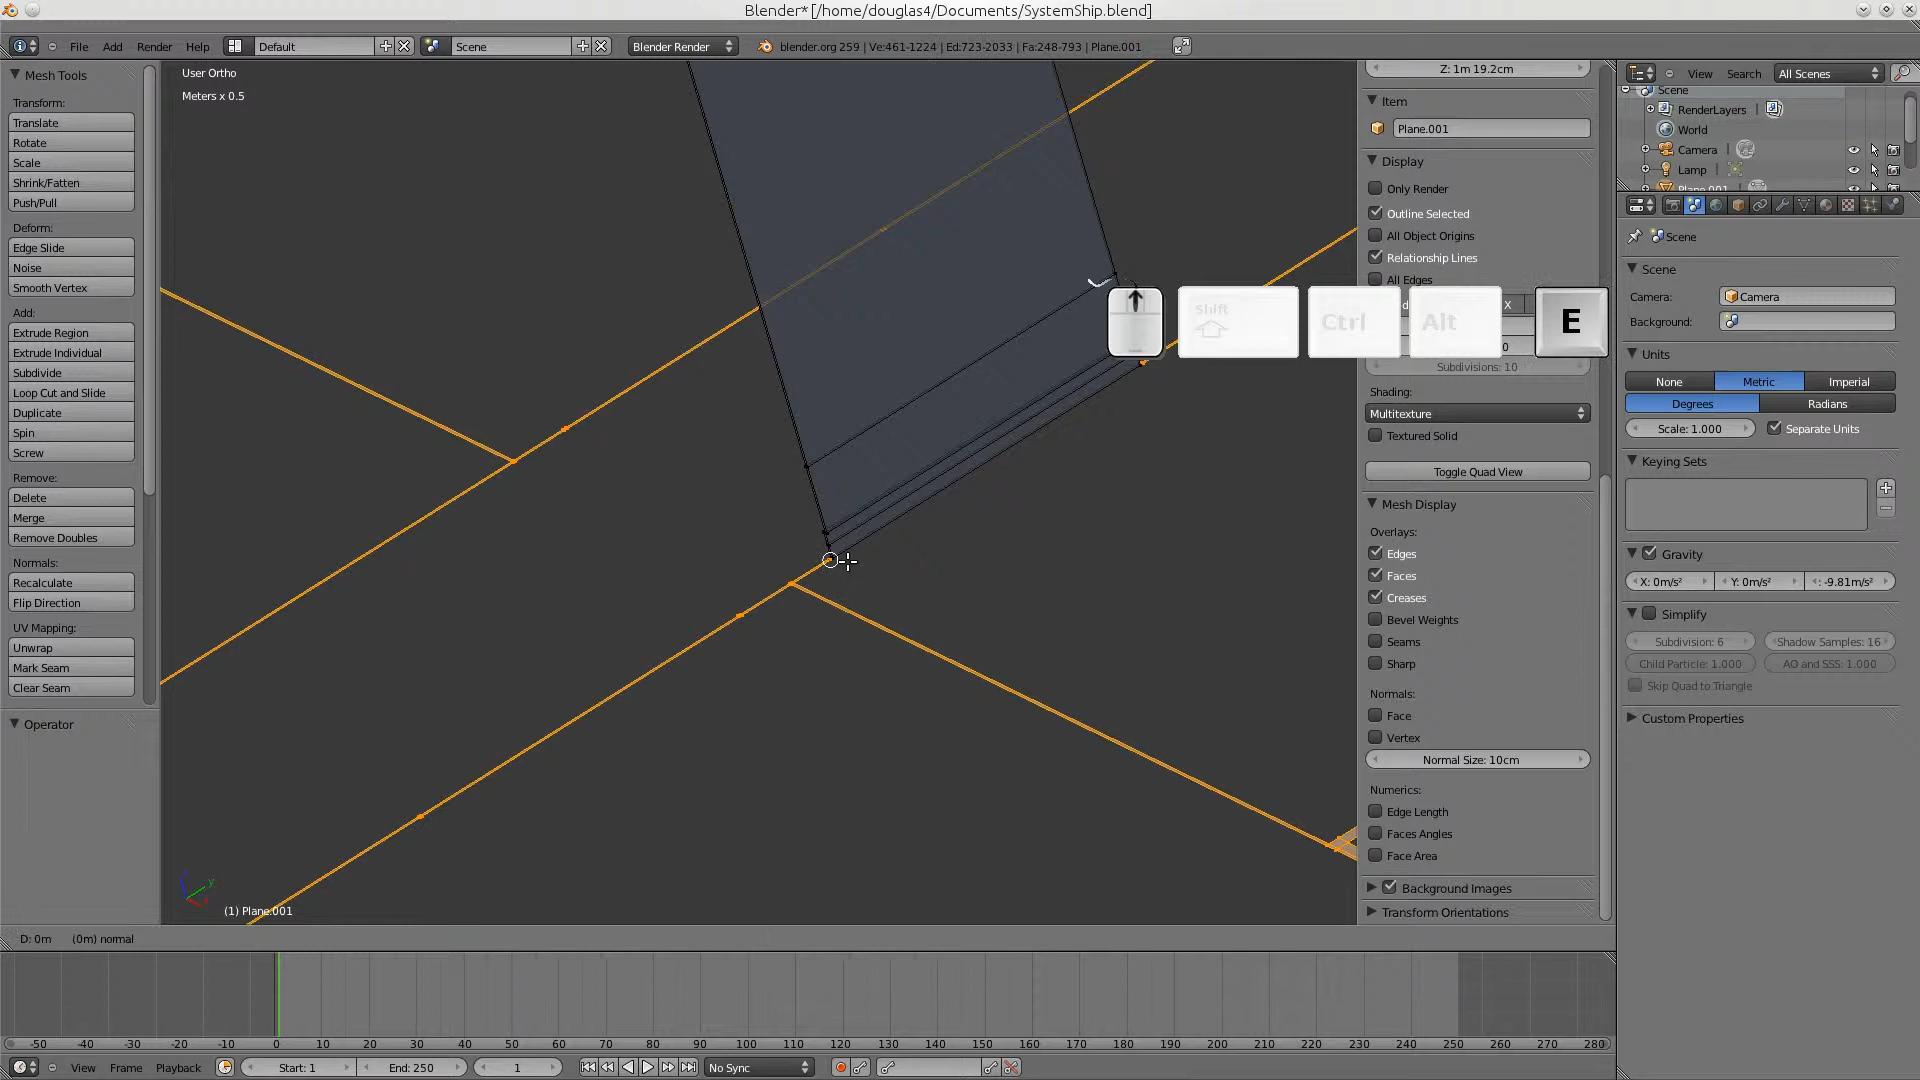 Blender* [/home/douglas4/Documents/SystemShip.blend]
File Add Render Help Default Scene Blender Render blender.org 259 | Ve:461-1224 | Ed:723-2033 | Fa:248-793 | Plane.001
Mesh Tools
Transform:
Translate
Rotate
Scale
Shrink/Fatten
Push/Pull
Deform:
Edge Slide
Noise
Smooth Vertex
Add:
Extrude Region
Extrude Individual
Subdivide
Loop Cut and Slide
Duplicate
Spin
Screw
Remove:
Delete
Merge
Remove Doubles
Normals:
Recalculate
Flip Direction
UV Mapping:
Unwrap
Mark Seam
Clear Seam
Operator
User Ortho
Meters x 0.5
Shift
Ctrl
Alt
E
y
(1) Plane.001
D: 0m (0m) normal
Z: 1m 19.2cm
Item
Plane.001
Display
Only Render
Outline Selected
All Object Origins
Relationship Lines
All Edges
X
0
Subdivisions: 10
Shading:
Multitexture
Textured Solid
Toggle Quad View
Mesh Display
Overlays:
Edges
Faces
Creases
Bevel Weights
Seams
Sharp
Normals:
Face
Vertex
Normal Size: 10cm
Numerics:
Edge Length
Faces Angles
Face Area
Background Images
Transform Orientations
View Search All Scenes
Scene
RenderLayers |
World
Camera |
Lamp |
Plane.001
Scene
Scene
Camera: Camera
Background:
Units
None Metric Imperial
Degrees Radians
Scale: 1.000 Separate Units
Keying Sets
Gravity
X: 0m/s² Y: 0m/s² : -9.81m/s²
Simplify
Subdivision: 6 Shadow Samples: 16
Child Particle: 1.000 AO and SSS: 1.000
Skip Quad to Triangle
Custom Properties
-50 -40 -30 -20 -10 0 10 20 30 40 50 60 70 80 90 100 110 120 130 140 150 160 170 180 190 200 210 220 230 240 250 260 270 280
View Frame Playback Start: 1 End: 250 1 No Sync